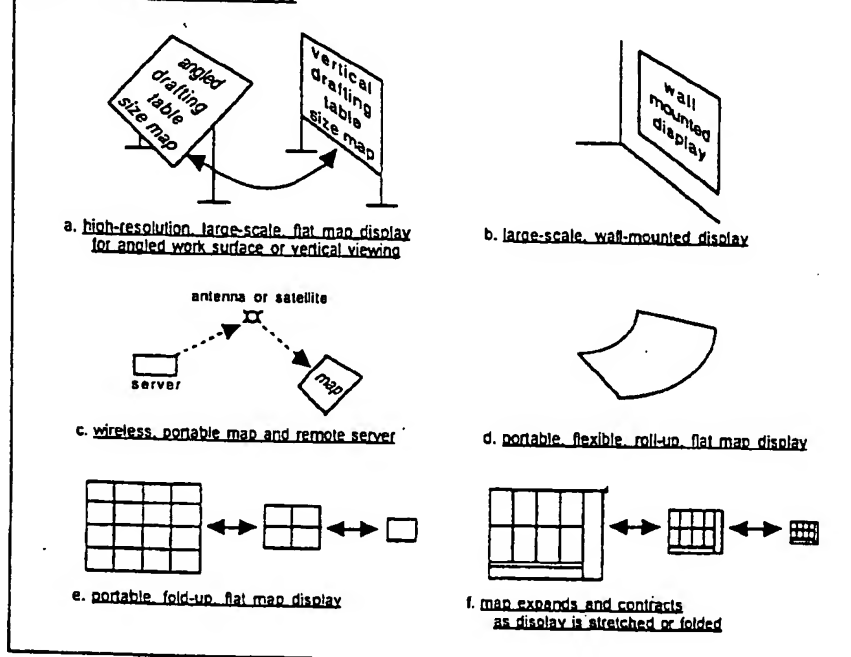 angled
drafting
table
size map
vertical
drafting
table
size map
wall
mounted
display
a. high-resolution, large-scale, flat map display
for angled work surface or vertical viewing
b. large-scale, wall-mounted display
antenna or satellite
server
map
c. wireless, portable map and remote server
d. portable, flexible, roll-up, flat map display
e. portable, fold-up, flat map display
f. map expands and contracts
as display is stretched or folded